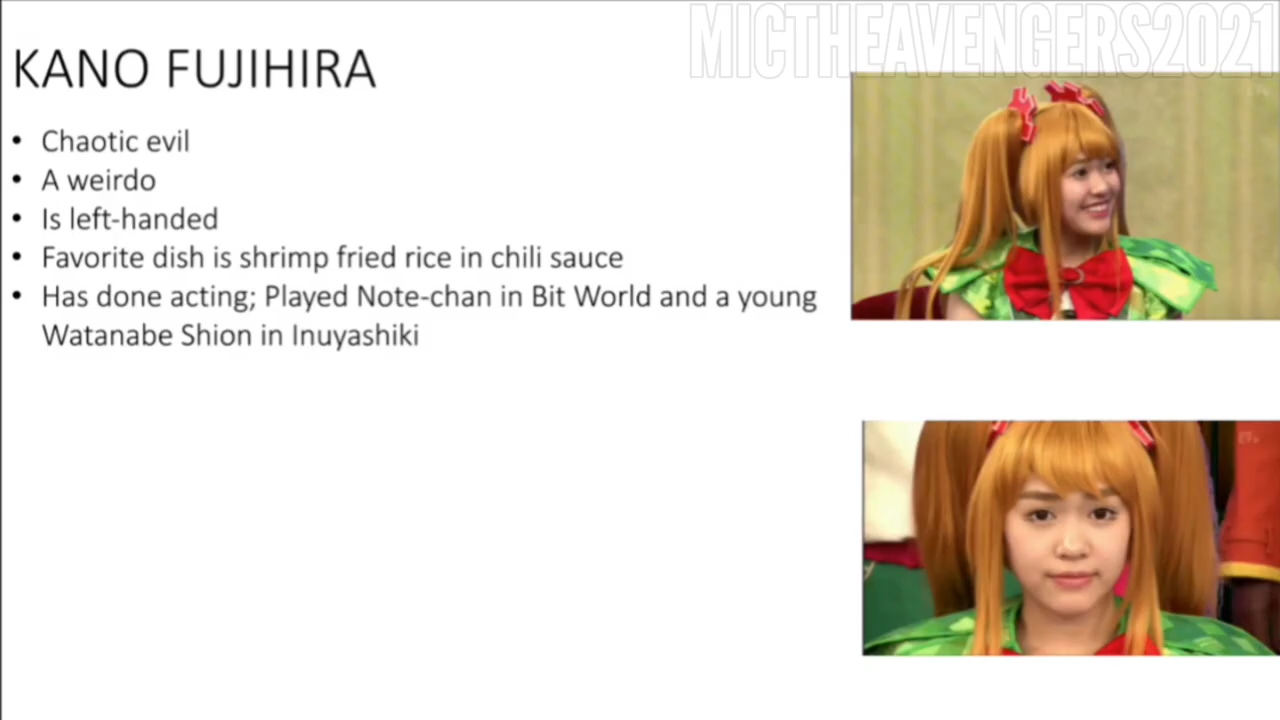 MICTHEAVENGERS2021
KANO FUJIHIRA
• Chaotic evil
• A weirdo
• Is left-handed
• Favorite dish is shrimp fried rice in chili sauce
• Has done acting; Played Note-chan in Bit World and a young
Watanabe Shion in Inuyashiki